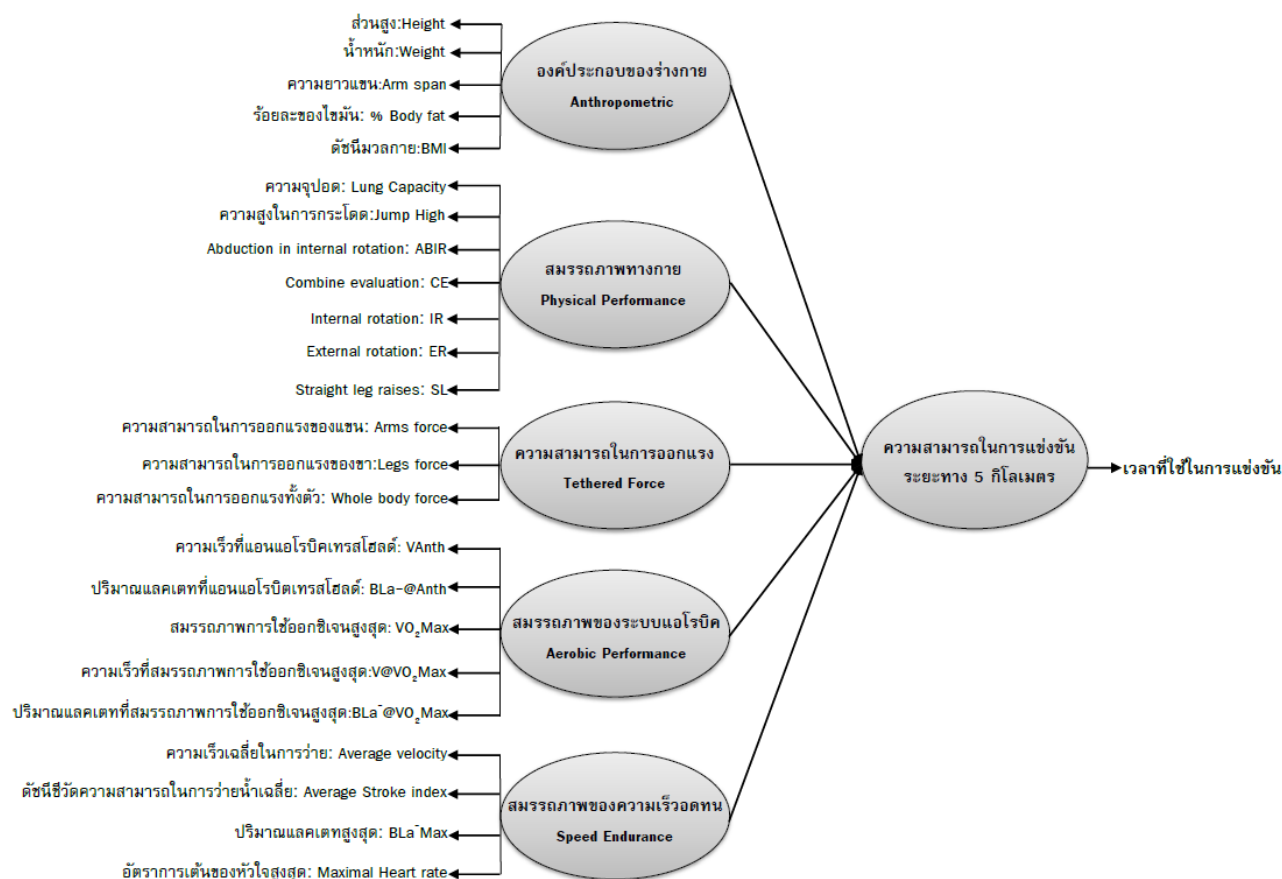 ส่วนสูง:Height
น้ำหนัก:Weight
ความยาวแขน:Arm span
ร้อยละของไขมัน: % Body fat
ดัชนีมวลกาย:BMI
องค์ประกอบของร่างกาย
Anthropometric
ความจุปอด: Lung Capacity
ความสูงในการกระโดด:Jump High
Abduction in internal rotation: ABIR
Combine evaluation: CE
Internal rotation: IR
External rotation: ER
Straight leg raises: SL
สมรรถภาพทางกาย
Physical Performance
ความสามารถในการออกแรงของแขน: Arms force
ความสามารถในการออกแรงของขา:Legs force
ความสามารถในการออกแรงทั้งตัว: Whole body force
ความสามารถในการออกแรง
Tethered Force
ความเร็วที่แอนแอโรบิคเทรสโฮลด์: VAnth
ปริมาณแลคเตทที่แอนแอโรบิตเทรสโฮลด์: BLa-@Anth
สมรรถภาพการใช้ออกซิเจนสูงสุด: VO₂Max
ความเร็วที่สมรรถภาพการใช้ออกซิเจนสูงสุด:V@VO₂Max
ปริมาณแลคเตทที่สมรรถภาพการใช้ออกซิเจนสูงสุด:BLa⁻@VO₂Max
สมรรถภาพของระบบแอโรบิค
Aerobic Performance
ความเร็วเฉลี่ยในการว่าย: Average velocity
ดัชนีชี้วัดความสามารถในการว่ายน้ำเฉลี่ย: Average Stroke index
ปริมาณแลคเตทสูงสุด: BLa⁻Max
อัตราการเต้นของหัวใจสูงสุด: Maximal Heart rate
สมรรถภาพของความเร็วอดทน
Speed Endurance
ความสามารถในการแข่งขัน
ระยะทาง 5 กิโลเมตร
เวลาที่ใช้ในการแข่งขัน